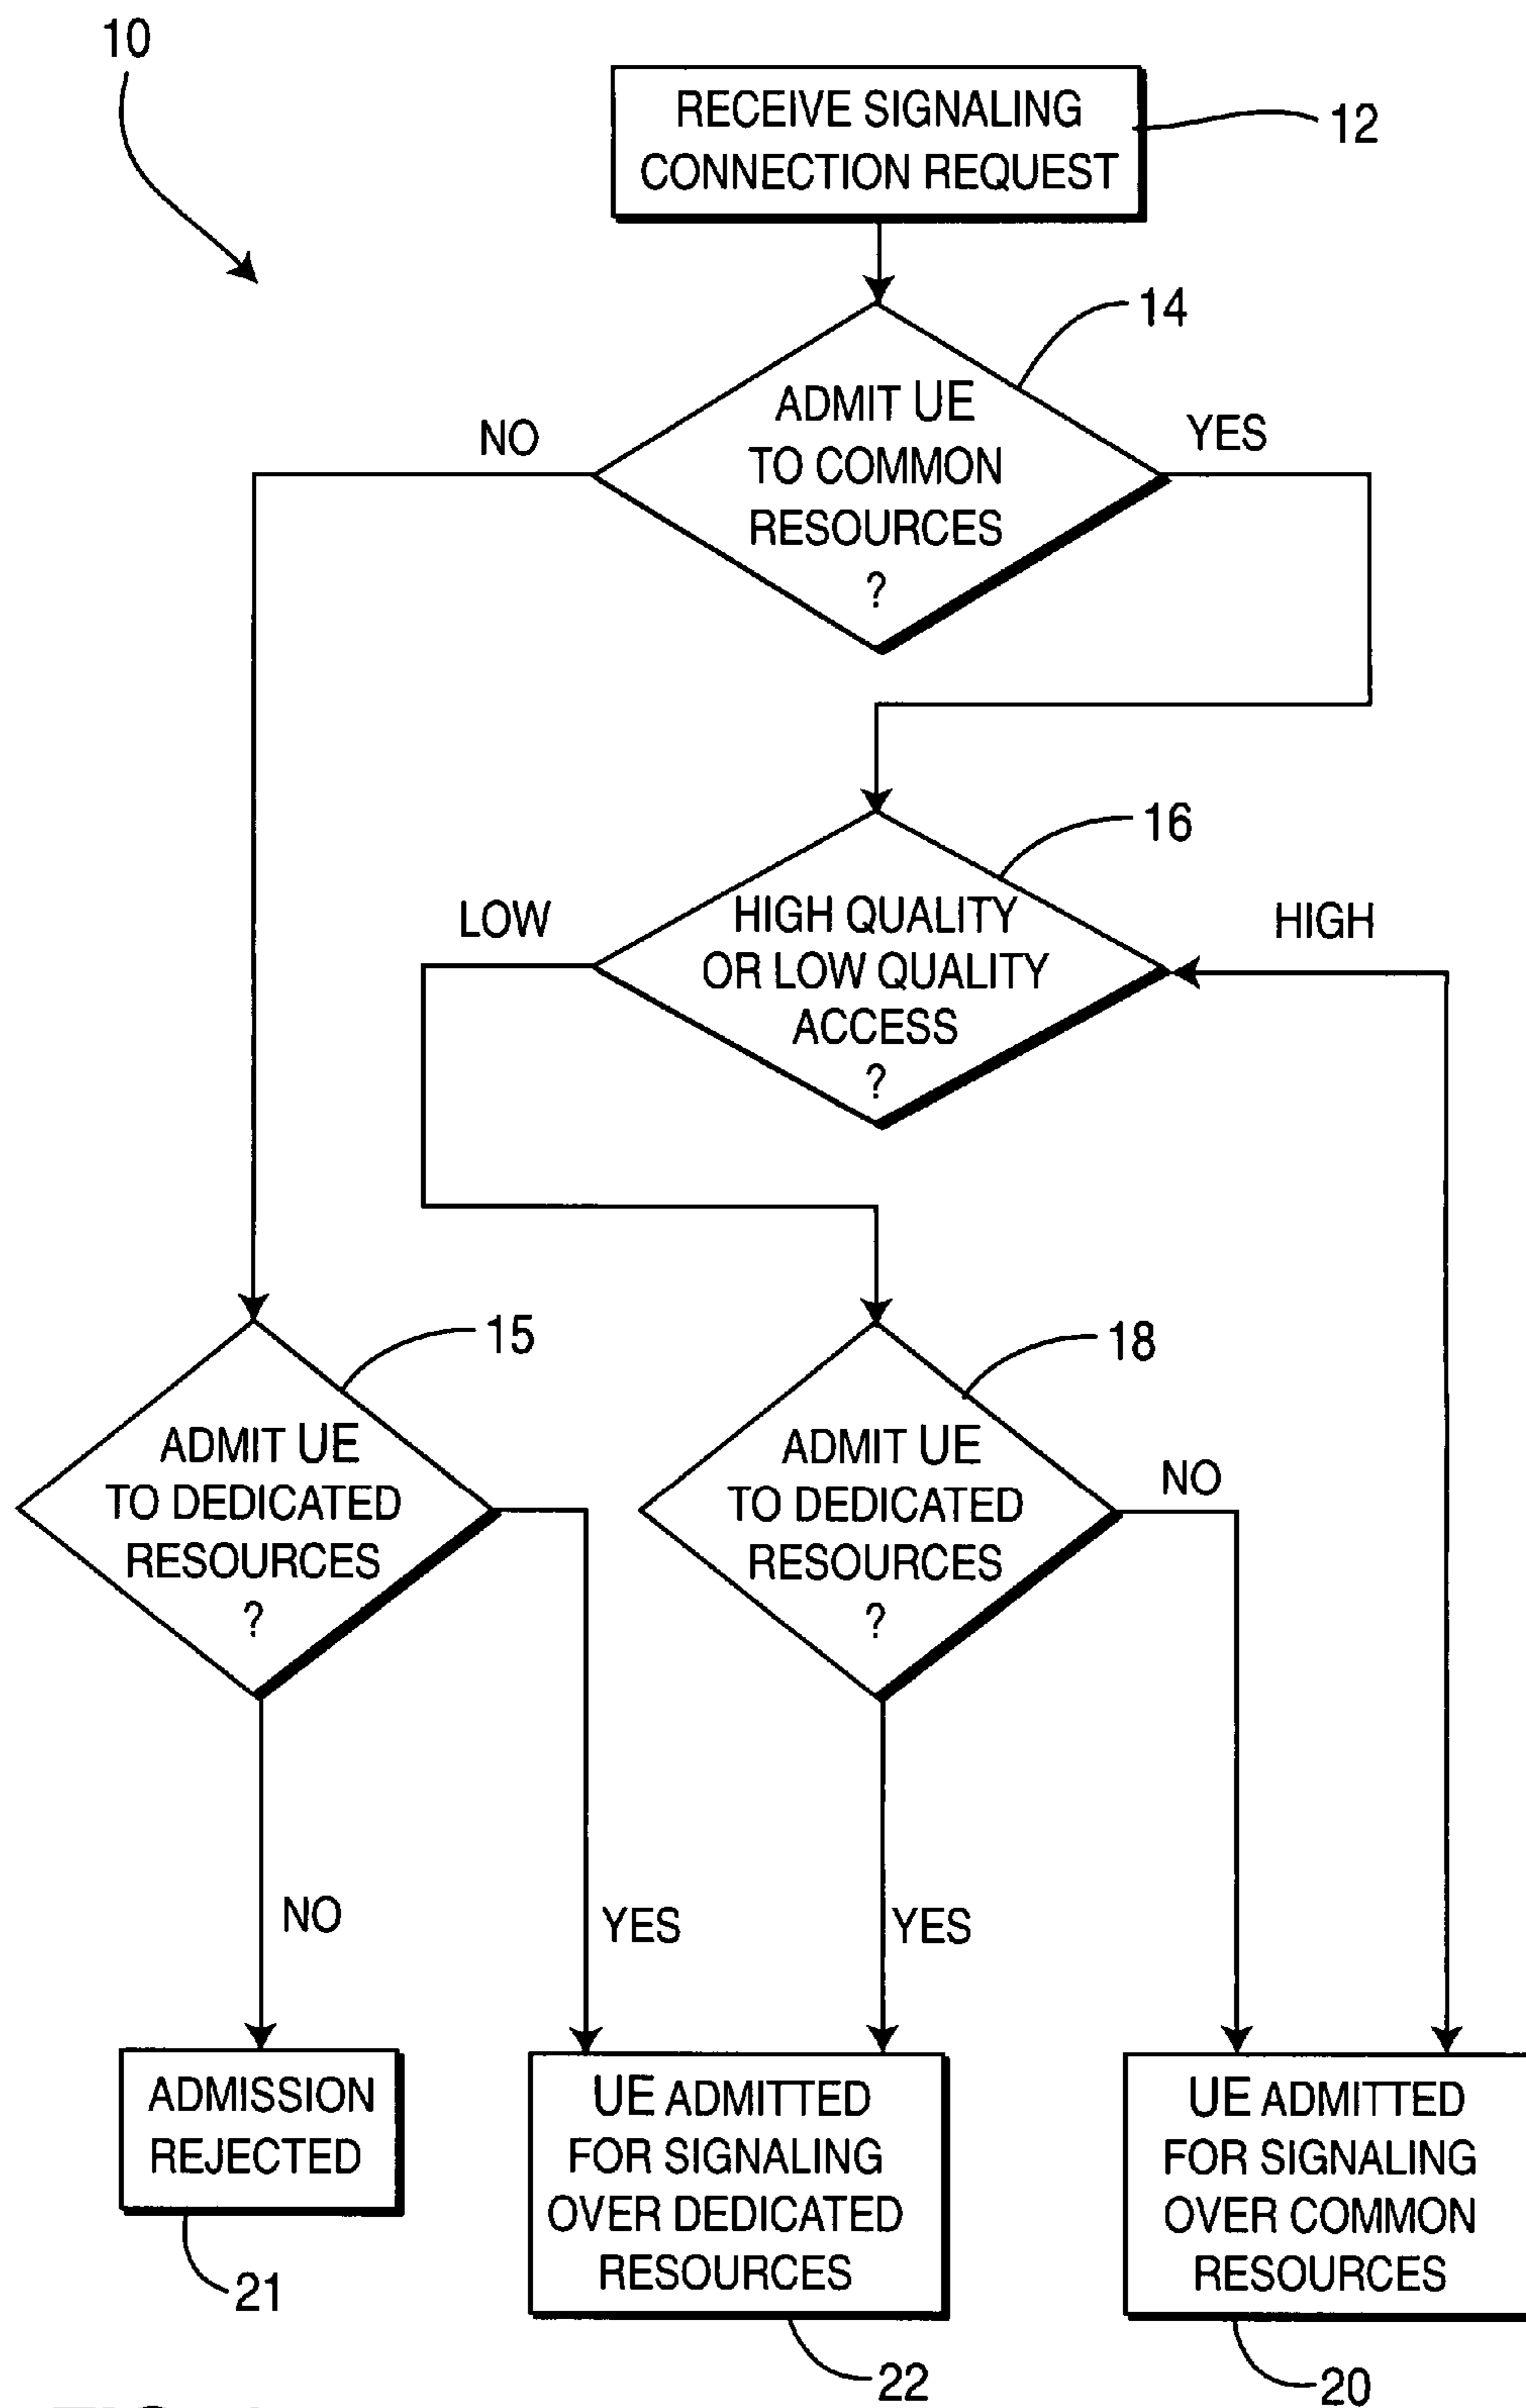 10
RECEIVE SIGNALING
CONNECTION REQUEST
12
14
ADMIT UE
TO COMMON
RESOURCES
?
NO
YES
16
HIGH QUALITY
OR LOW QUALITY
ACCESS
?
LOW
HIGH
15
ADMIT UE
TO DEDICATED
RESOURCES
?
18
ADMIT UE
TO DEDICATED
RESOURCES
?
NO
NO
YES
YES
ADMISSION
REJECTED
21
UE ADMITTED
FOR SIGNALING
OVER DEDICATED
RESOURCES
22
UE ADMITTED
FOR SIGNALING
OVER COMMON
RESOURCES
20